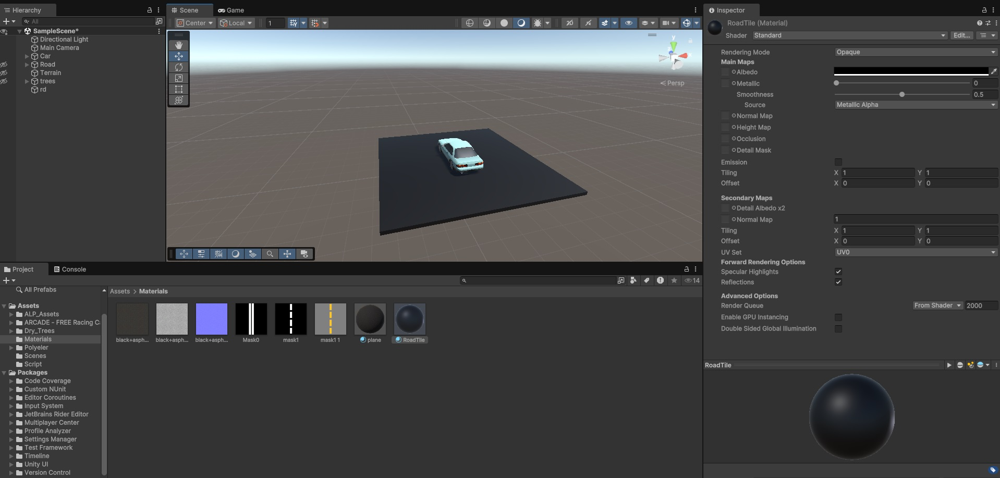 Hierarchy
All
SampleScene*
Directional Light
Main Camera
Car
Road
Terrain
trees
rd
Scene
Game
Center
Local
1
2D
y
x
Persp
Inspector
RoadTile (Material)
Shader
Standard
Edit...
Rendering Mode
Opaque
Main Maps
Albedo
Metallic
0
Smoothness
0.5
Source
Metallic Alpha
Normal Map
Height Map
Occlusion
Detail Mask
Emission
Tiling
X 1
Y 1
Offset
X 0
Y 0
Secondary Maps
Detail Albedo x2
Normal Map
1
Tiling
X 1
Y 1
Offset
X 0
Y 0
UV Set
UV0
Forward Rendering Options
Specular Highlights
Reflections
Advanced Options
Render Queue
From Shader
2000
Enable GPU Instancing
Double Sided Global Illumination
RoadTile
Project
Console
14
All Prefabs
Assets
ALP_Assets
ARCADE - FREE Racing C
Dry_Trees
Materials
Polyeler
Scenes
Script
Packages
Code Coverage
Custom NUnit
Editor Coroutines
Input System
JetBrains Rider Editor
Multiplayer Center
Profile Analyzer
Settings Manager
Test Framework
Timeline
Unity UI
Version Control
Assets > Materials
black+asph...
black+asph...
black+asph...
Mask0
mask1
mask1 1
plane
RoadTile